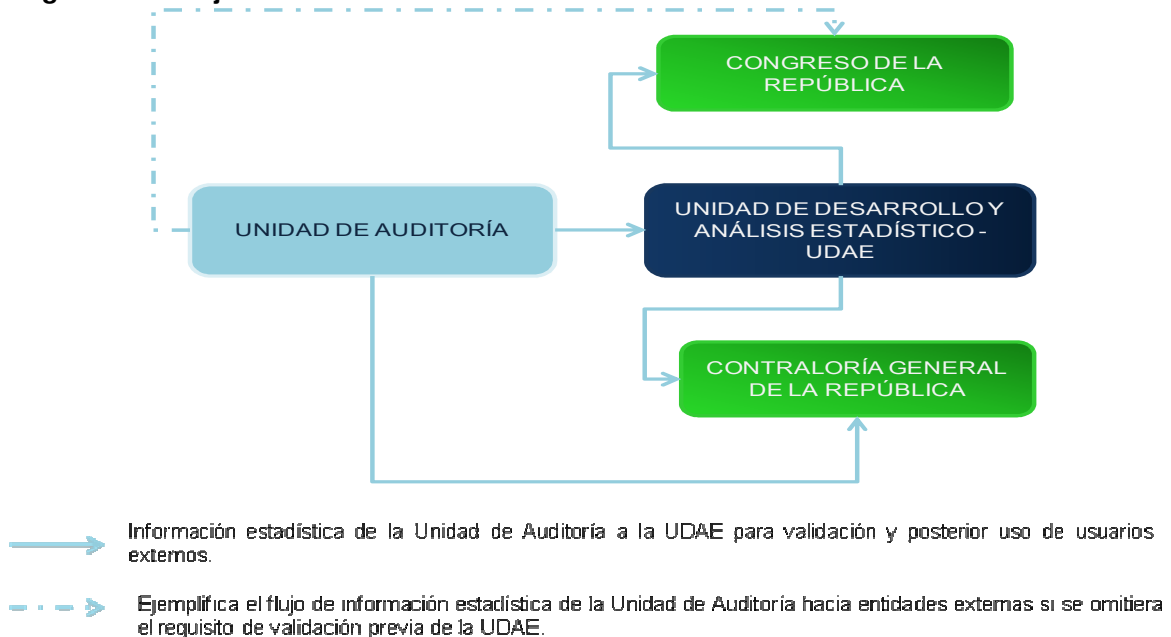 CONGRESO DE LA
REPÚBLICA
UNIDAD DE AUDITORÍA
UNIDAD DE DESARROLLO Y
ANÁLISIS ESTADÍSTICO -
UDAE
CONTRALORÍA GENERAL
DE LA REPÚBLICA
Información estadística de la Unidad de Auditoría a la UDAE para validación y posterior uso de usuarios
externos.
Ejemplifica el flujo de información estadística de la Unidad de Auditoría hacia entidades externas si se omitiera
el requisito de validación previa de la UDAE.